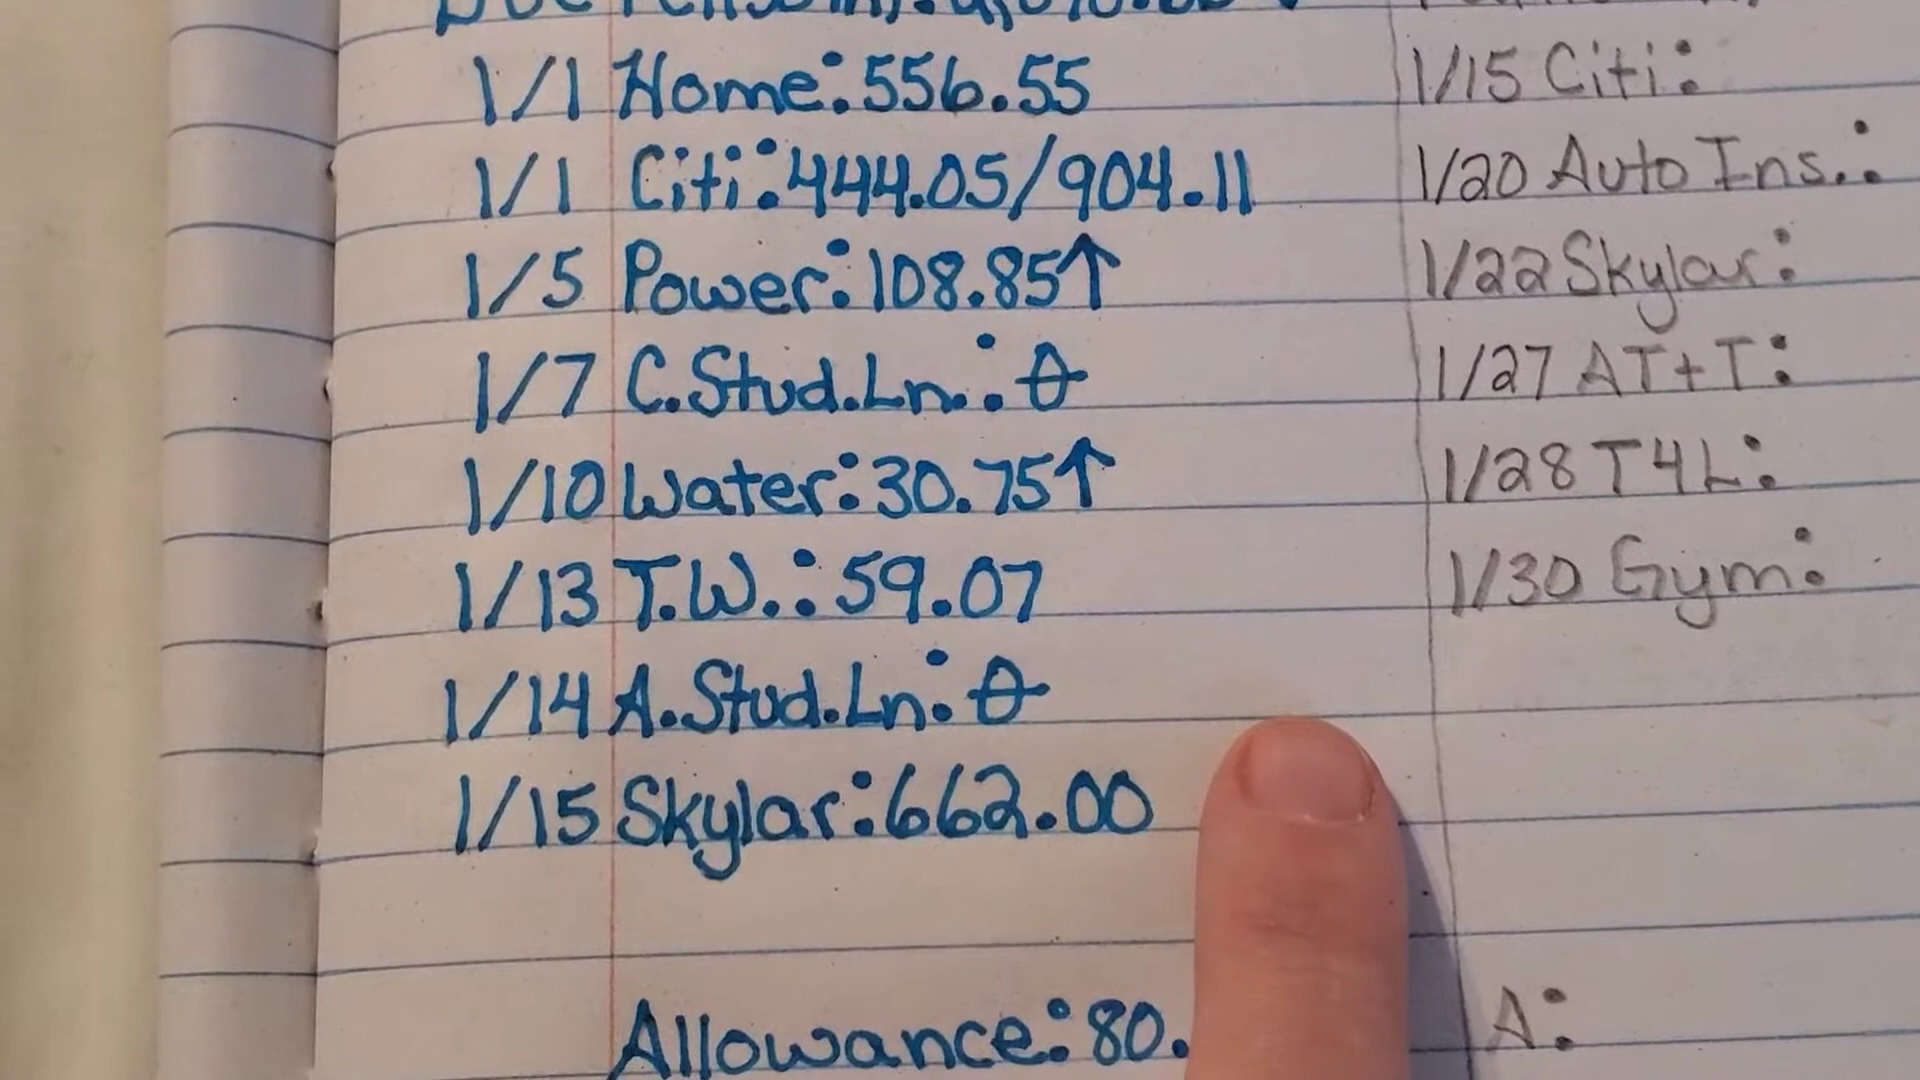 1/1 Home: 556.55
1/1 Citi: 444.05/904.11
1/5 Power: 108.85↑
1/7 C.Stud.Ln.: 0
1/10 Water: 30.75↑
1/13 T.W.: 59.07
1/14 A.Stud.Ln: 0
1/15 Skylar: 662.00
Allowance: 80.
1/15 Citi:
1/20 Auto Ins.:
1/22 Skylar:
1/27 AT+T:
1/28 T4L:
1/30 Gym:
A: